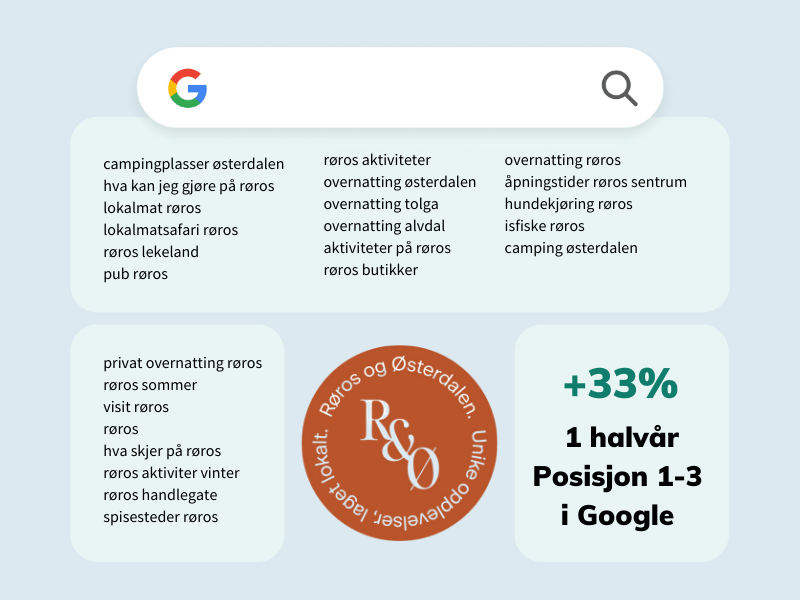 G
campingplasser østerdalen
hva kan jeg gjøre på røros
lokalmat røros
lokalmatsafari røros
røros lekeland
pub røros
røros aktiviteter
overnatting østerdalen
overnatting tolga
overnatting alvdal
aktiviteter på røros
røros butikker
overnatting røros
åpningstider røros sentrum
hundekjøring røros
isfiske røros
camping østerdalen
privat overnatting røros
røros sommer
visit røros
røros
hva skjer på røros
røros aktiviter vinter
røros handlegate
spisesteder røros
Røros og Østerdalen.
Unike opplevelser, laget lokalt.
R&Ø
+33%
1 halvår
Posisjon 1-3
i Google